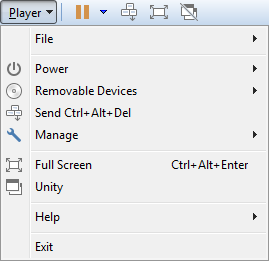 Player
File
Power
Removable Devices
Send Ctrl+Alt+Del
Manage
Full Screen Ctrl+Alt+Enter
Unity
Help
Exit